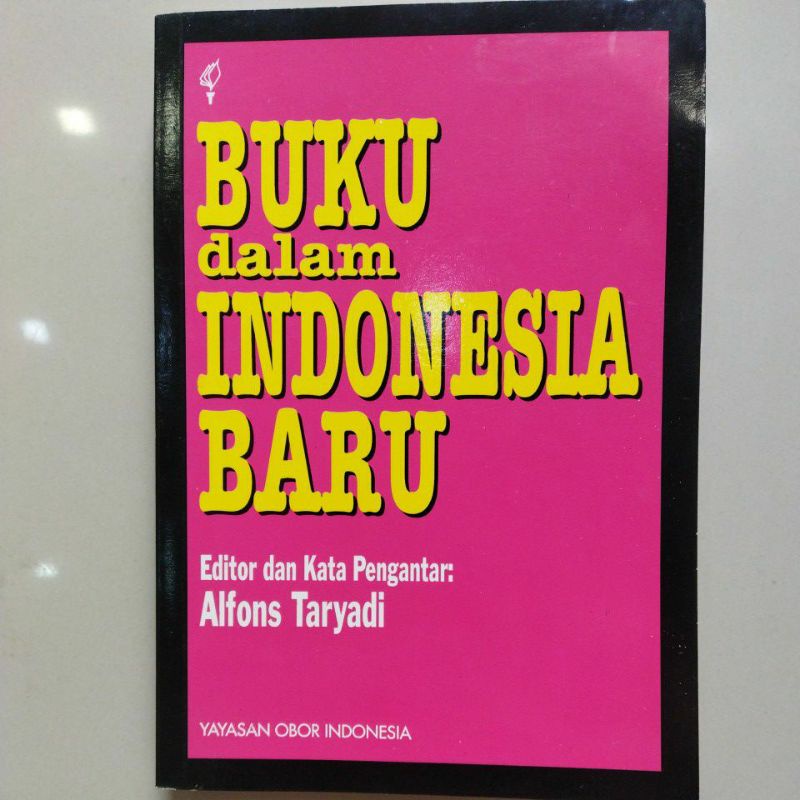 BUKU
dalam
INDONESIA
BARU
Editor dan Kata Pengantar:
Alfons Taryadi
YAYASAN OBOR INDONESIA